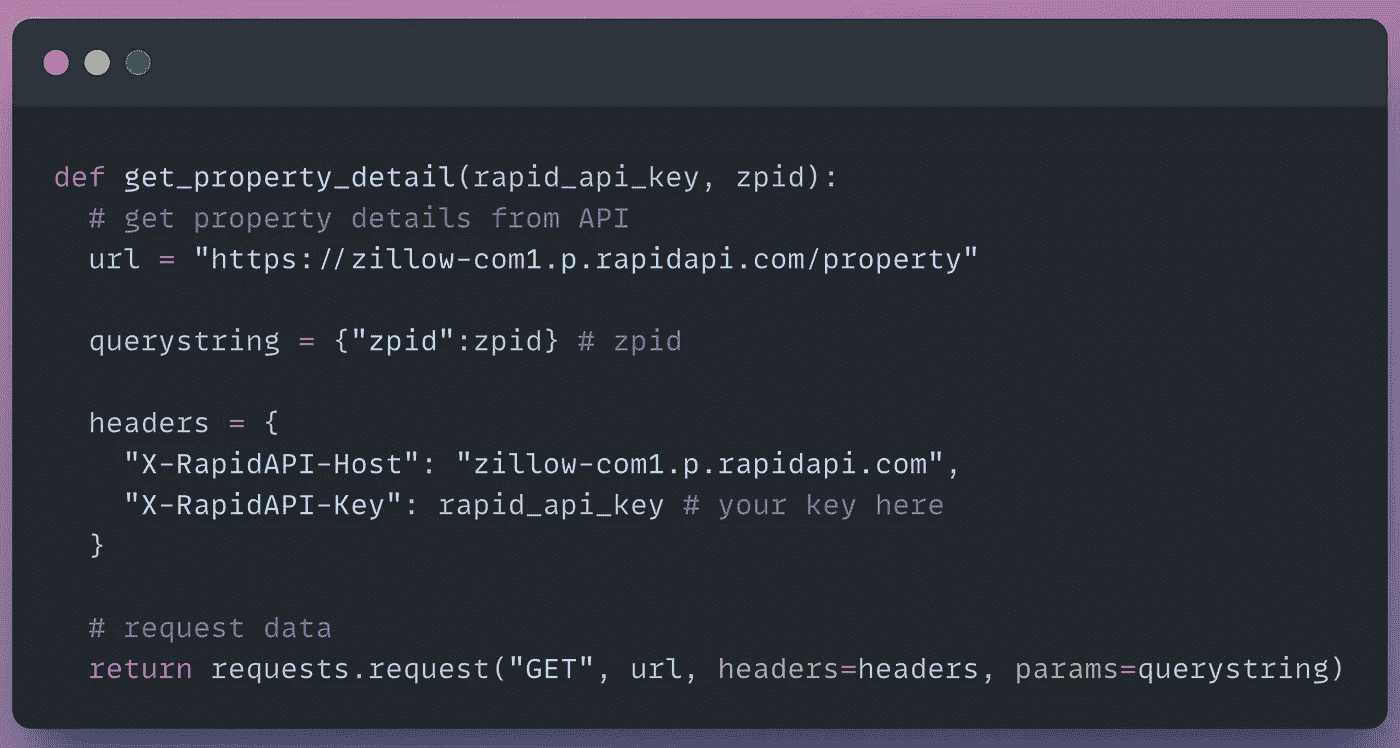 def get_property_detail(rapid_api_key, zpid):
  # get property details from API
  url = "https://zillow-com1.p.rapidapi.com/property"
  querystring = {"zpid":zpid} # zpid
  headers = {
    "X-RapidAPI-Host": "zillow-com1.p.rapidapi.com",
    "X-RapidAPI-Key": rapid_api_key # your key here
  }
  # request data
  return requests.request("GET", url, headers=headers, params=querystring)